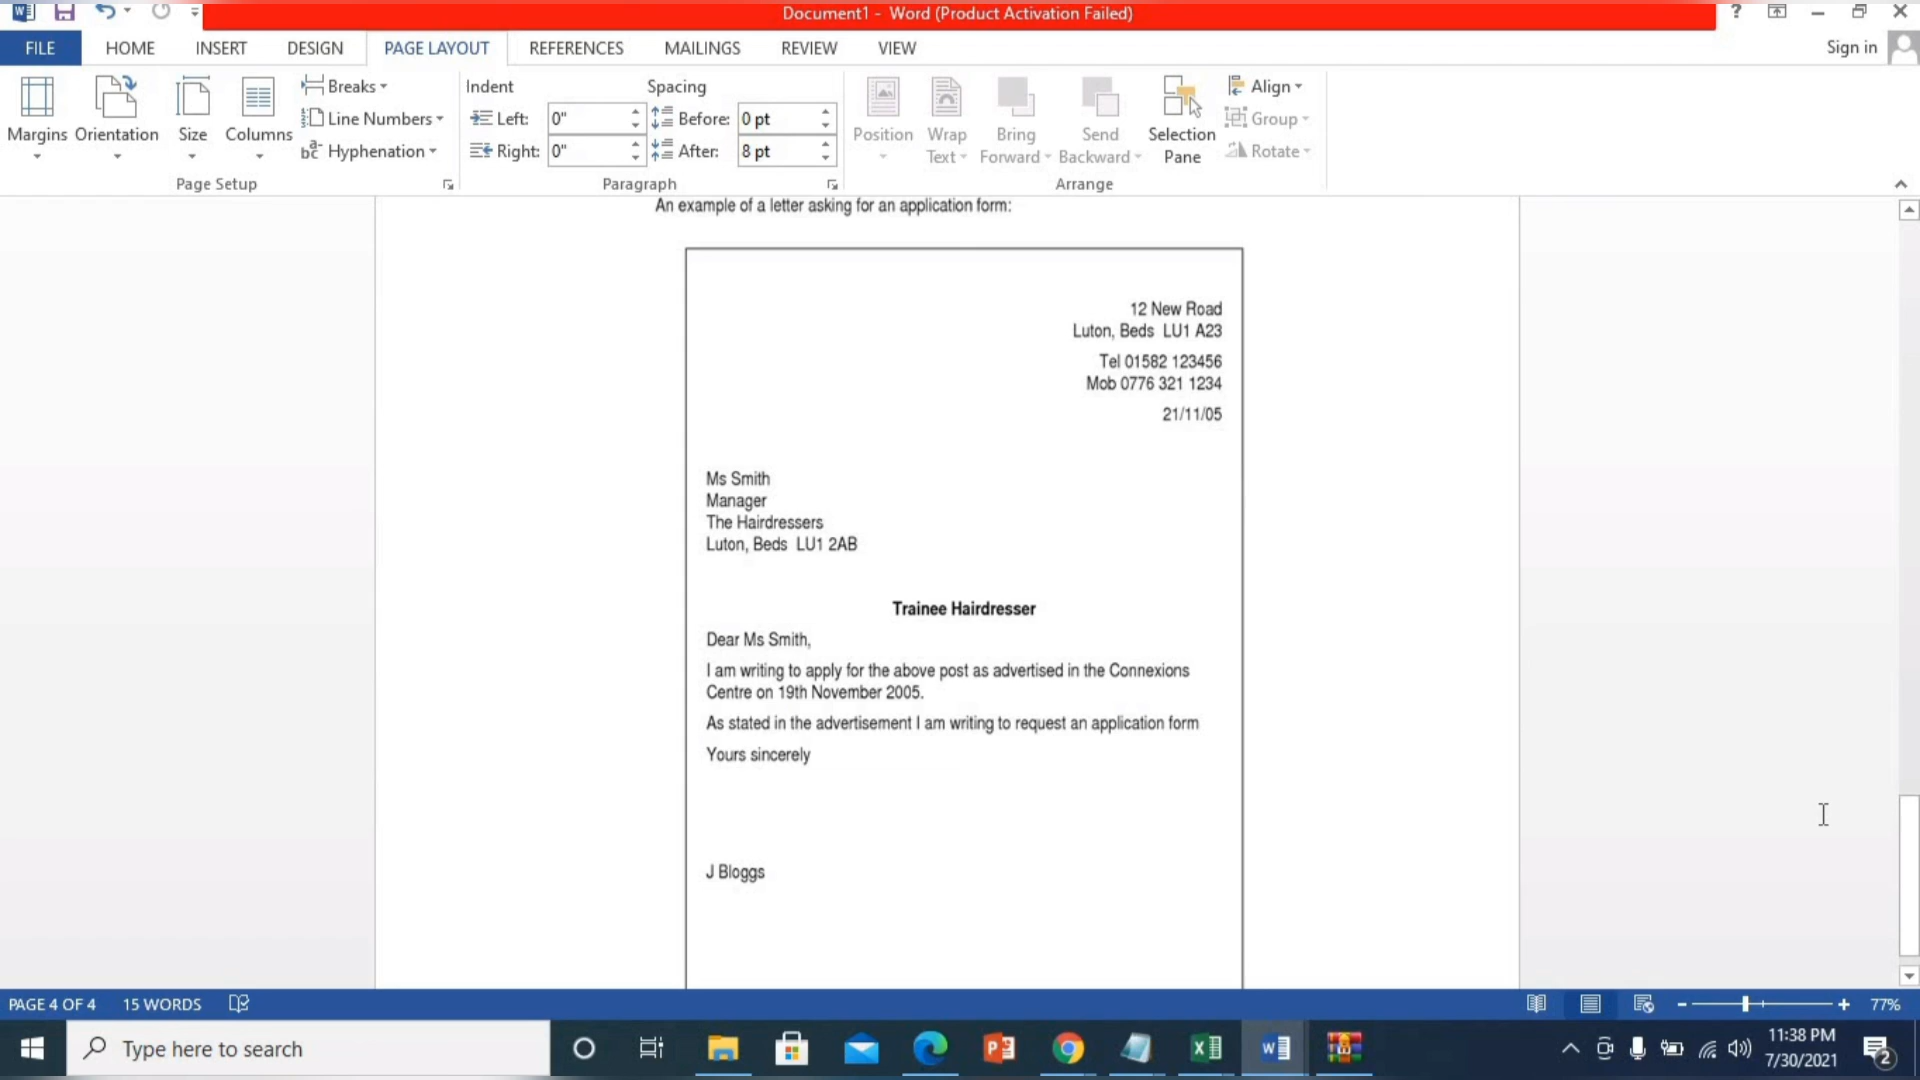 Document1 - Word (Product Activation Failed)
?
FILE HOME INSERT DESIGN PAGE LAYOUT REFERENCES MAILINGS REVIEW VIEW Sign in
Margins
Orientation
Size
Columns
Breaks
Line Numbers
Hyphenation
Page Setup
Indent
Left: 0"
Right: 0"
Spacing
Before: 0 pt
After: 8 pt
Paragraph
Position
Wrap
Text
Bring
Forward
Send
Backward
Selection
Pane
Align
Group
Rotate
Arrange
An example of a letter asking for an application form:
12 New Road
Luton, Beds LU1 A23
Tel 01582 123456
Mob 0776 321 1234
21/11/05
Ms Smith
Manager
The Hairdressers
Luton, Beds LU1 2AB
Trainee Hairdresser
Dear Ms Smith,
I am writing to apply for the above post as advertised in the Connexions
Centre on 19th November 2005.
As stated in the advertisement I am writing to request an application form
Yours sincerely
J Bloggs
PAGE 4 OF 4 15 WORDS 77%
Type here to search
11:38 PM
7/30/2021
2